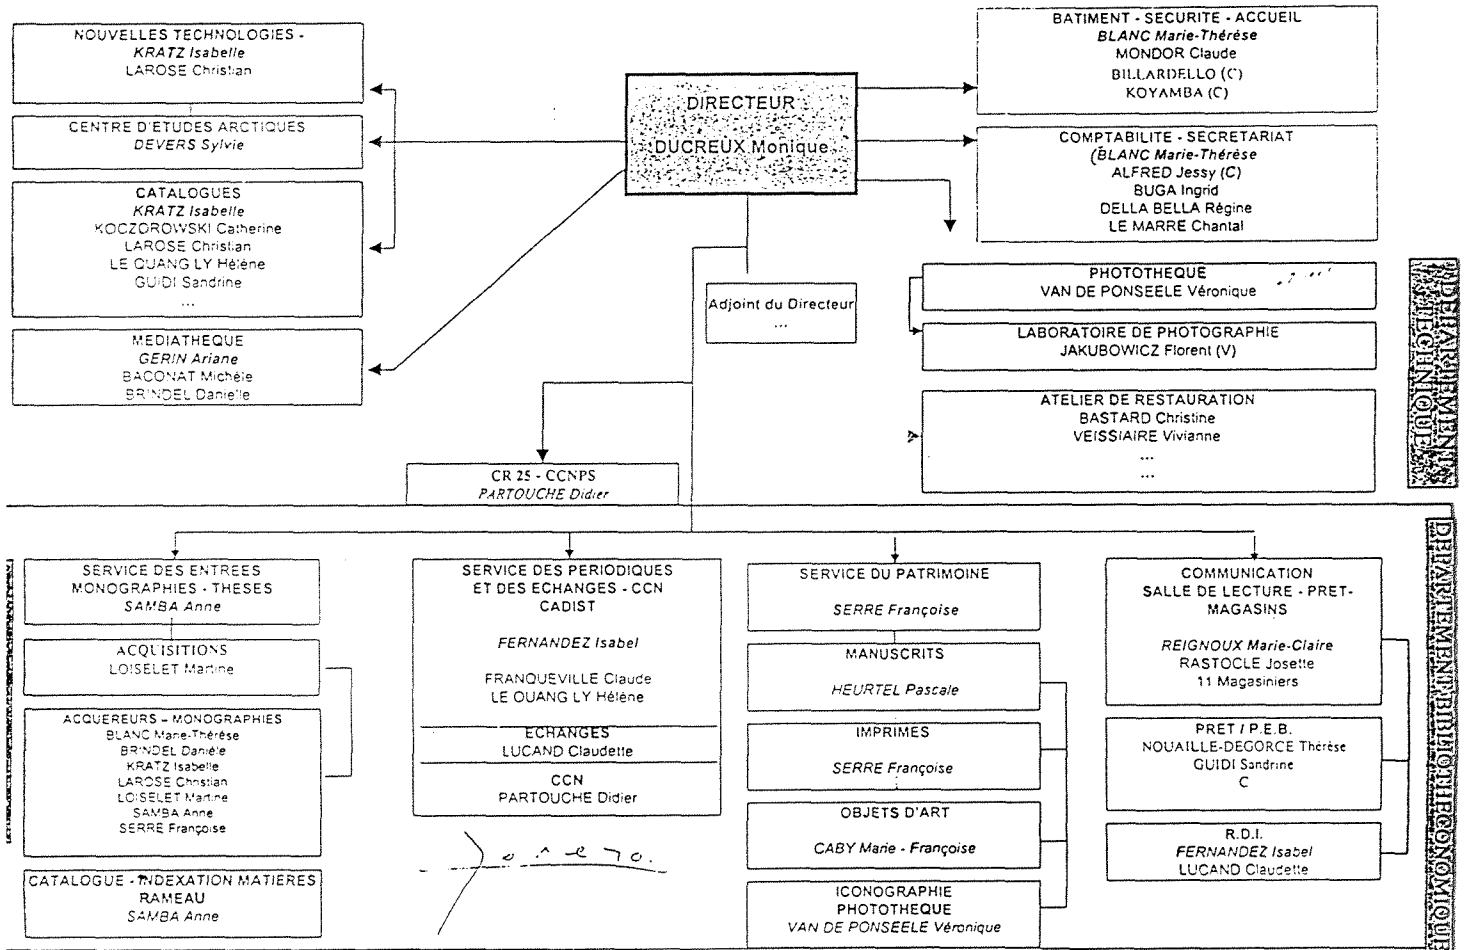 NOUVELLES TECHNOLOGIES -
KRATZ Isabelle
LAROSE Christian
CENTRE D'ETUDES ARCTIQUES
DEVERS Sylvie
CATALOGUES
KRATZ Isabelle
KOCZOROWSKI Catherine
LAROSE Christian
LE QUANG LY Hélène
GUIDI Sandrine
...
MEDIATHEQUE
GERIN Ariane
BACONAT Michèle
BRINDEL Danielle
DIRECTEUR
DUCREUX Monique
Adjoint du Directeur
...
BATIMENT - SECURITE - ACCUEIL
BLANC Marie-Thérèse
MONDOR Claude
BILLARDELLO (C)
KOYAMBA (C)
COMPTABILITE - SECRETARIAT
(BLANC Marie-Thérèse
ALFRED Jessy (C)
BUGA Ingrid
DELLA BELLA Régine
LE MARRE Chantal
PHOTOTHEQUE
VAN DE PONSEELE Véronique
LABORATOIRE DE PHOTOGRAPHIE
JAKUBOWICZ Florent (V)
ATELIER DE RESTAURATION
BASTARD Christine
VEISSIAIRE Vivianne
...
...
DEPARTEMENT
TECHNIQUE
CR 25 - CCNPS
PARTOUCHE Didier
SERVICE DES ENTREES
MONOGRAPHIES - THESES
SAMBA Anne
ACQUISITIONS
LOISELET Martine
ACQUEREURS - MONOGRAPHIES
BLANC Marie-Thérèse
BRINDEL Danièle
KRATZ Isabelle
LAROSE Christian
LOISELET Martine
SAMBA Anne
SERRE Françoise
CATALOGUE - INDEXATION MATIERES
RAMEAU
SAMBA Anne
SERVICE DES PERIODIQUES
ET DES ECHANGES - CCN
CADIST
FERNANDEZ Isabel
FRANQUEVILLE Claude
LE QUANG LY Hélène
ECHANGES
LUCAND Claudette
CCN
PARTOUCHE Didier
SERVICE DU PATRIMOINE
SERRE Françoise
MANUSCRITS
HEURTEL Pascale
IMPRIMES
SERRE Françoise
OBJETS D'ART
CABY Marie - Françoise
ICONOGRAPHIE
PHOTOTHEQUE
VAN DE PONSEELE Véronique
COMMUNICATION
SALLE DE LECTURE - PRET-
MAGASINS
REIGNOUX Marie-Claire
RASTOCLE Josette
11 Magasiniers
PRET / P.E.B.
NOUAILLE-DEGORCE Thérèse
GUIDI Sandrine
C
R.D.I.
FERNANDEZ Isabel
LUCAND Claudette
DEPARTEMENT BIBLIOTHECONOMIQUE